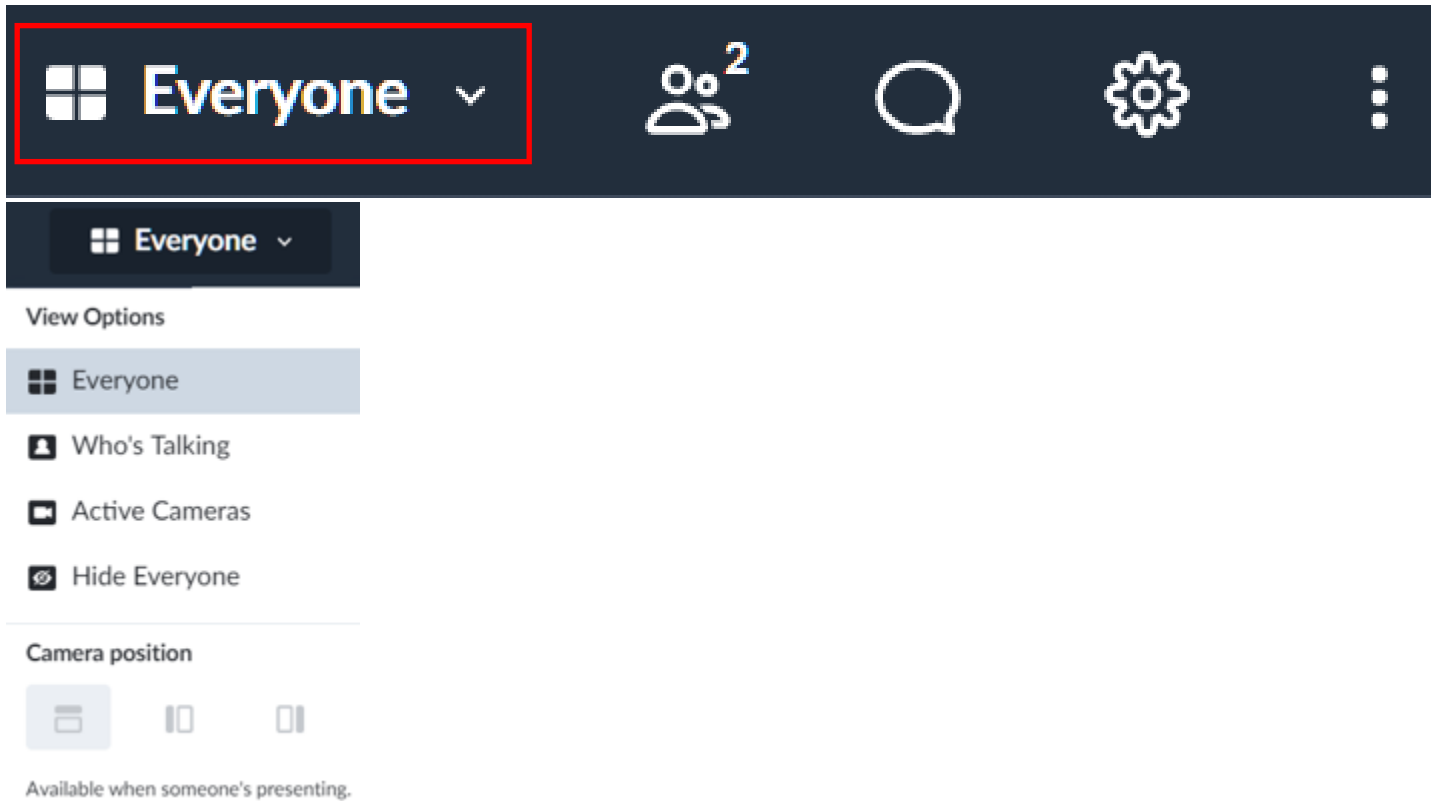 Everyone
2
Everyone
View Options
Everyone
Who's Talking
Active Cameras
Hide Everyone
Camera position
Available when someone's presenting.